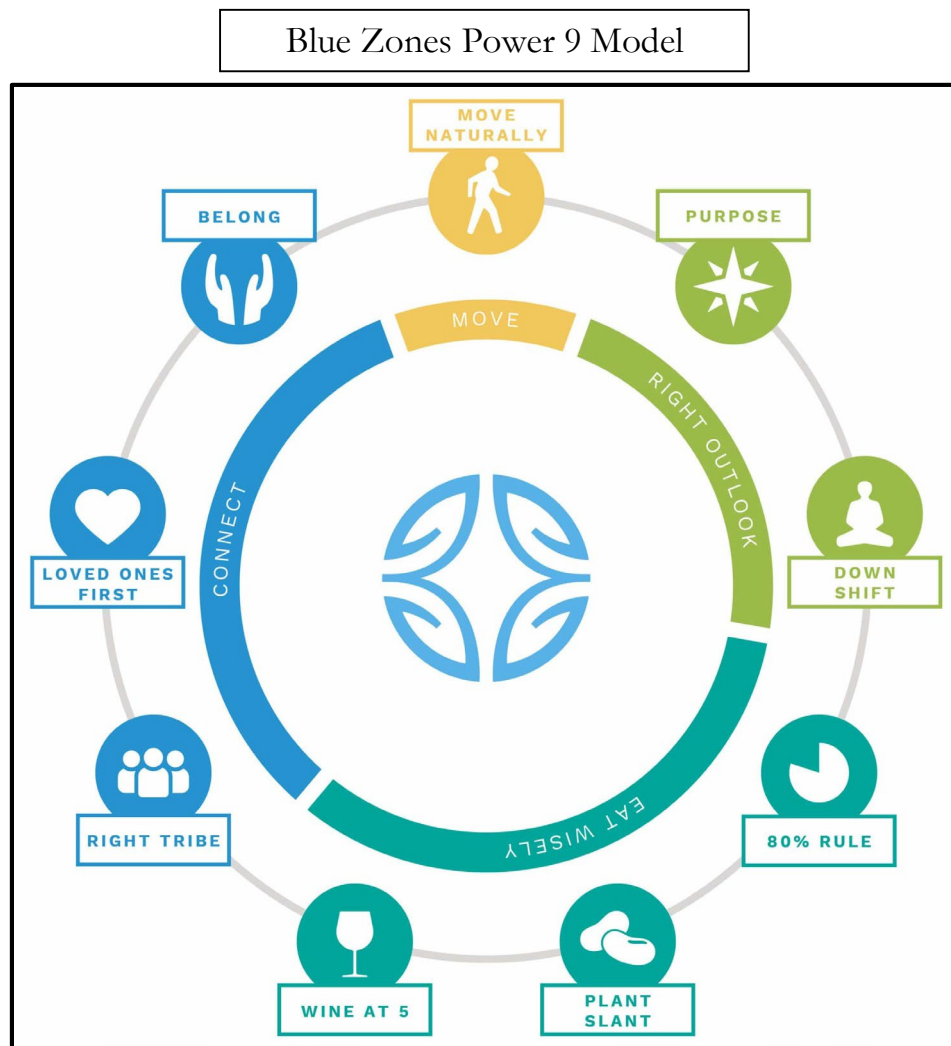 Blue Zones Power 9 Model
MOVE
NATURALLY
BELONG
PURPOSE
MOVE
RIGHT OUTLOOK
CONNECT
LOVED ONES
FIRST
DOWN
SHIFT
RIGHT TRIBE
80% RULE
EAT WISELY
WINE AT 5
PLANT
SLANT